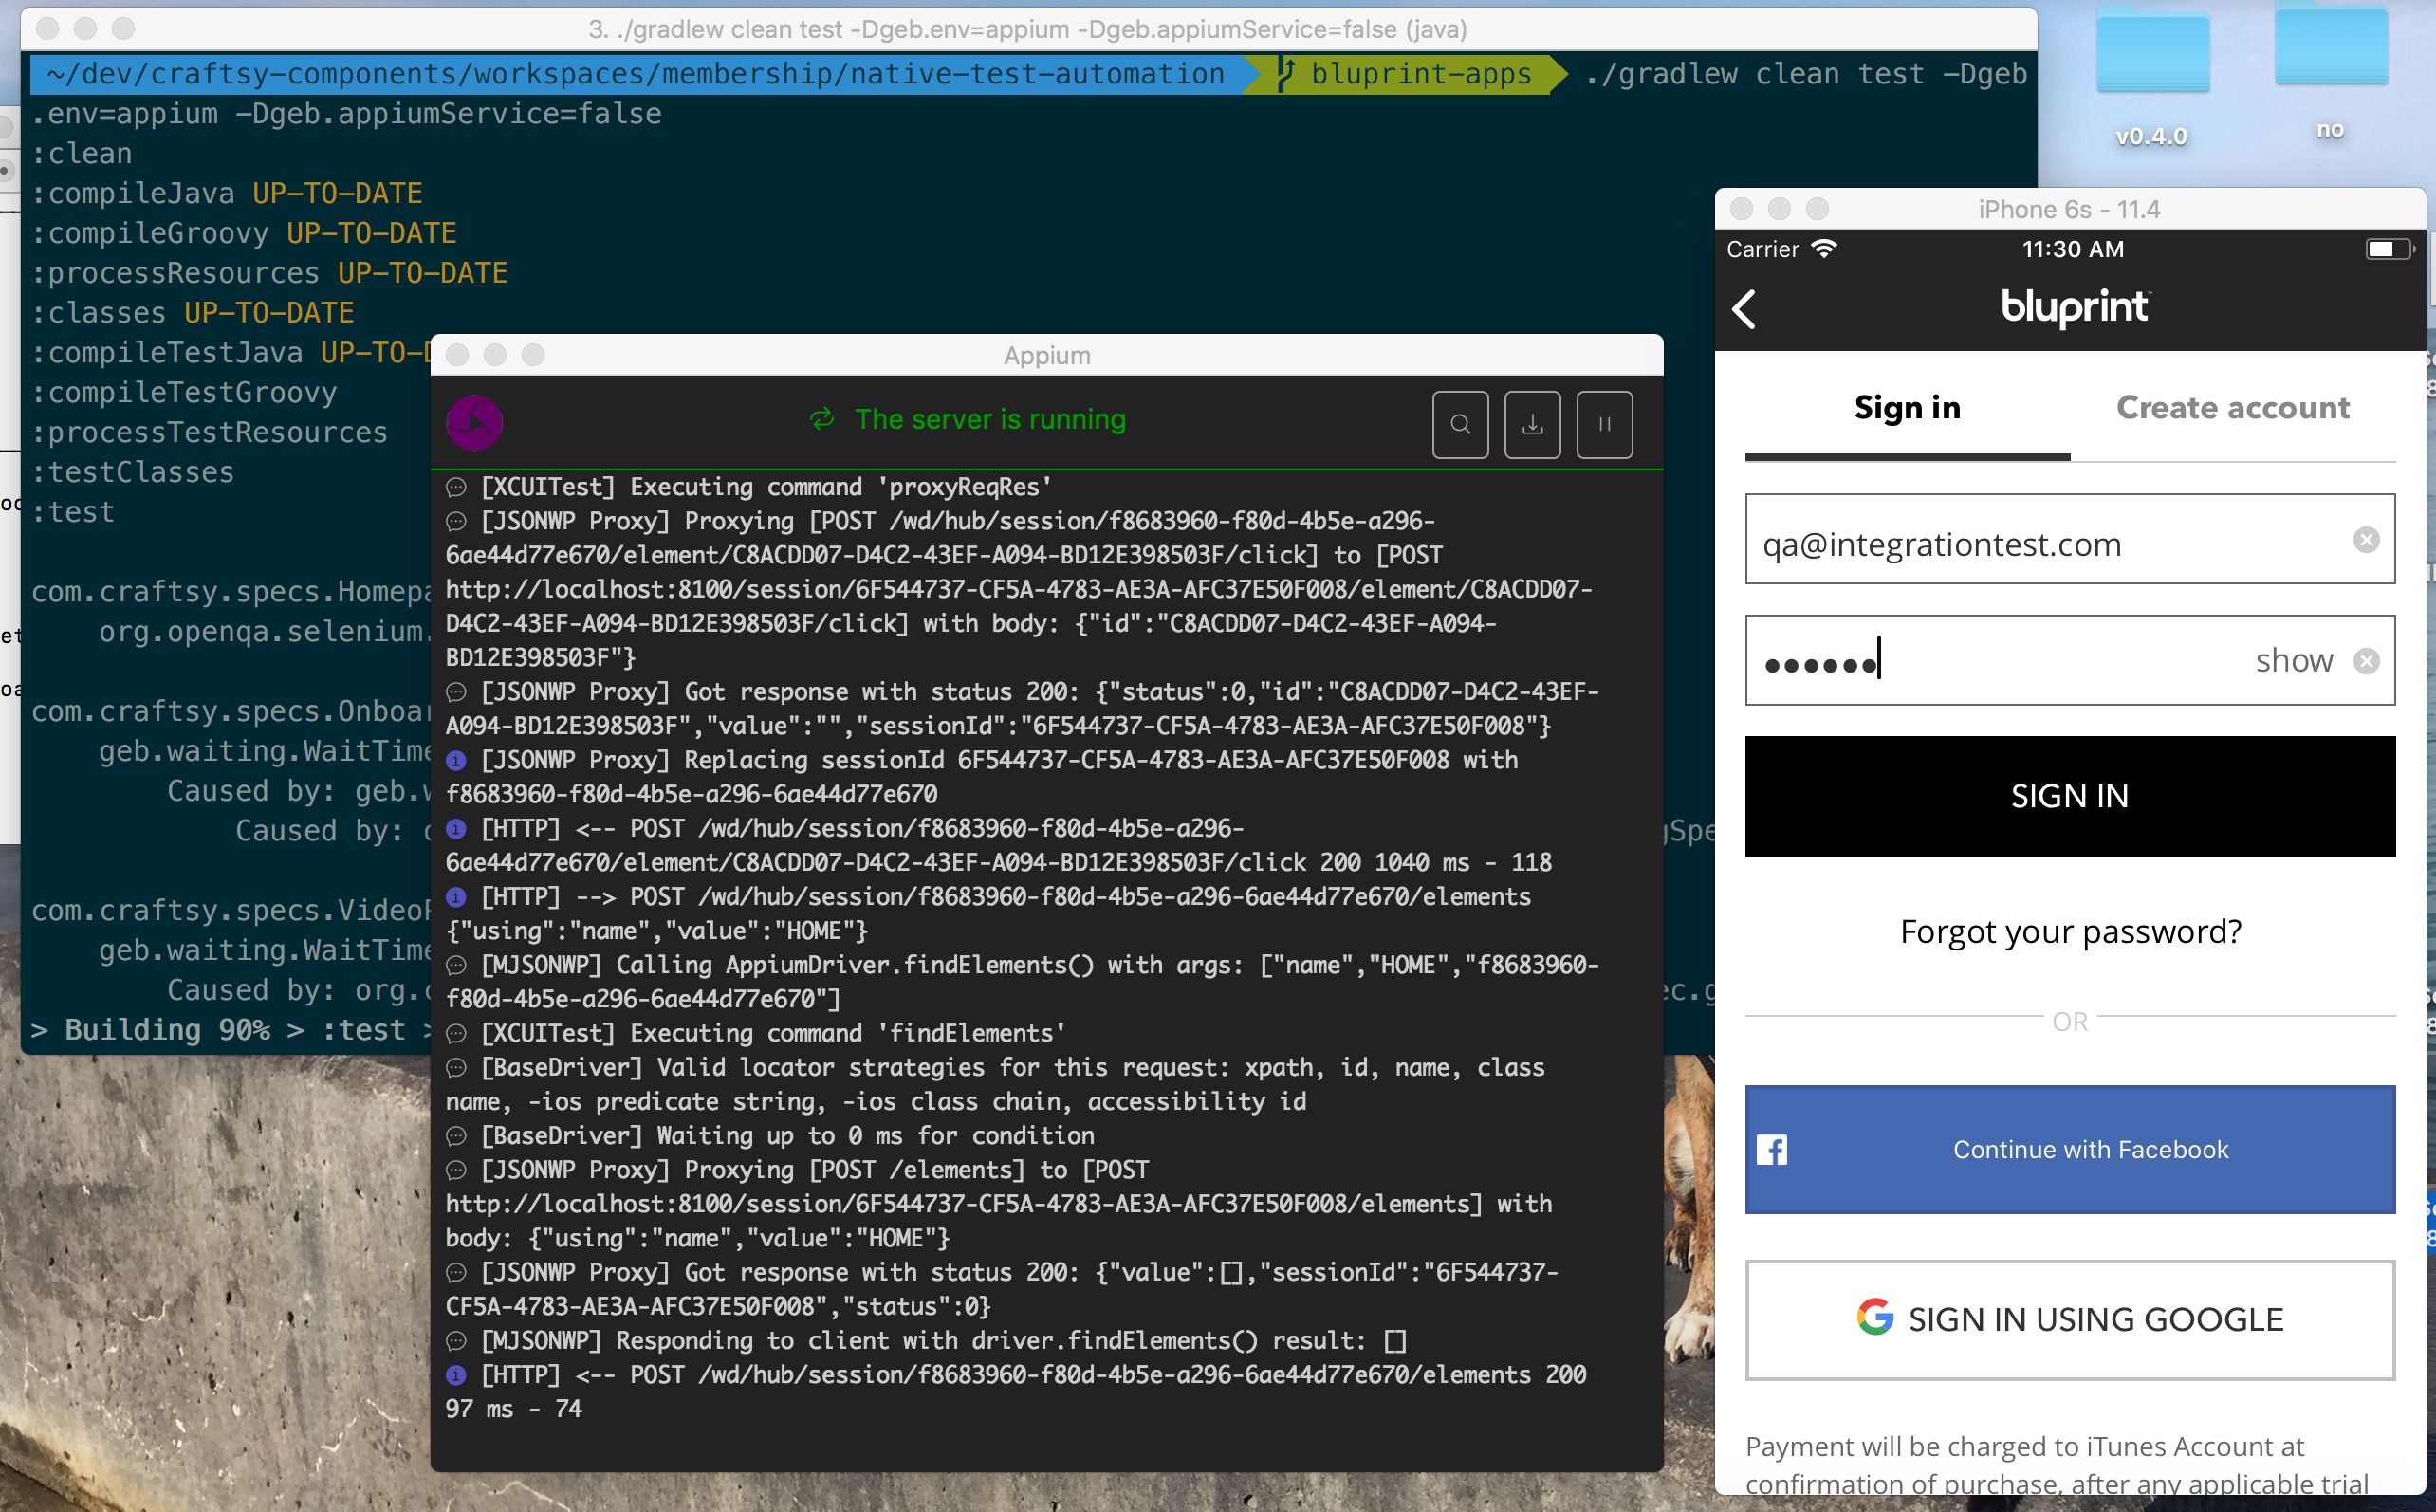 3. ./gradlew clean test -Dgeb.env=appium -Dgeb.appiumService=false (java)
~/dev/craftsy-components/workspaces/membership/native-test-automation bluprint-apps ./gradlew clean test -Dgeb
.env=appium -Dgeb.appiumService=false
:clean
:compileJava UP-TO-DATE
:compileGroovy UP-TO-DATE
:processResources UP-TO-DATE
:classes UP-TO-DATE
:compileTestJava UP-TO-D
:compileTestGroovy
:processTestResources
:testClasses
:test
com.craftsy.specs.Homepa
org.openqa.selenium.
com.craftsy.specs.Onboar
geb.waiting.WaitTime
Caused by: geb.w
Caused by:
com.craftsy.specs.Video
geb.waiting.WaitTime
Caused by: org.
> Building 90% > :test >
Appium
The server is running
[XCUITest] Executing command 'proxyReqRes'
[JSONWP Proxy] Proxying [POST /wd/hub/session/f8683960-f80d-4b5e-a296-
6ae44d77e670/element/C8ACDD07-D4C2-43EF-A094-BD12E398503F/click] to [POST
http://localhost:8100/session/6F544737-CF5A-4783-AE3A-AFC37E50F008/element/C8ACDD07-
D4C2-43EF-A094-BD12E398503F/click] with body: {"id":"C8ACDD07-D4C2-43EF-A094-
BD12E398503F"}
[JSONWP Proxy] Got response with status 200: {"status":0,"id":"C8ACDD07-D4C2-43EF-
A094-BD12E398503F","value":"","sessionId":"6F544737-CF5A-4783-AE3A-AFC37E50F008"}
[JSONWP Proxy] Replacing sessionId 6F544737-CF5A-4783-AE3A-AFC37E50F008 with
f8683960-f80d-4b5e-a296-6ae44d77e670
[HTTP] <-- POST /wd/hub/session/f8683960-f80d-4b5e-a296-
6ae44d77e670/element/C8ACDD07-D4C2-43EF-A094-BD12E398503F/click 200 1040 ms - 118
[HTTP] --> POST /wd/hub/session/f8683960-f80d-4b5e-a296-6ae44d77e670/elements
{"using":"name","value":"HOME"}
[MJSONWP] Calling AppiumDriver.findElements() with args: ["name","HOME","f8683960-
f80d-4b5e-a296-6ae44d77e670"]
[XCUITest] Executing command 'findElements'
[BaseDriver] Valid locator strategies for this request: xpath, id, name, class
name, -ios predicate string, -ios class chain, accessibility id
[BaseDriver] Waiting up to 0 ms for condition
[JSONWP Proxy] Proxying [POST /elements] to [POST
http://localhost:8100/session/6F544737-CF5A-4783-AE3A-AFC37E50F008/elements] with
body: {"using":"name","value":"HOME"}
[JSONWP Proxy] Got response with status 200: {"value":[],"sessionId":"6F544737-
CF5A-4783-AE3A-AFC37E50F008","status":0}
[MJSONWP] Responding to client with driver.findElements() result: []
[HTTP] <-- POST /wd/hub/session/f8683960-f80d-4b5e-a296-6ae44d77e670/elements 200
97 ms - 74
v0.4.0
no
iPhone 6s - 11.4
Carrier 11:30 AM
bluprint
Sign in Create account
qa@integrationtest.com
•••••• show
SIGN IN
Forgot your password?
OR
Continue with Facebook
SIGN IN USING GOOGLE
Payment will be charged to iTunes Account at
confirmation of purchase, after any applicable trial